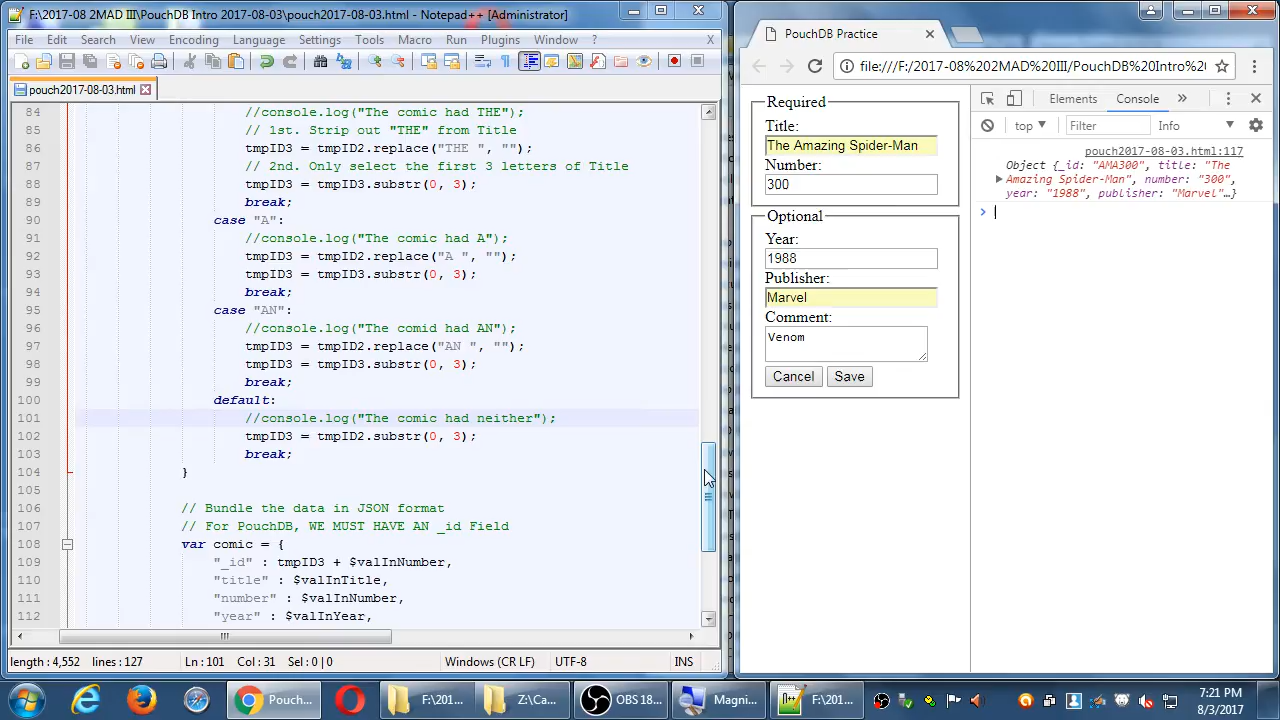 F:\2017-08 2MAD III\PouchDB Intro 2017-08-03\pouch2017-08-03.html - Notepad++ [Administrator]
File Edit Search View Encoding Language Settings Tools Macro Run Plugins Window ? X
pouch2017-08-03.html
84 //console.log("The comic had THE");
85 // 1st. Strip out "THE" from Title
86 tmpID3 = tmpID2.replace("THE ", "");
87 // 2nd. Only select the first 3 letters of Title
88 tmpID3 = tmpID3.substr(0, 3);
89 break;
90 case "A":
91 //console.log("The comic had A");
92 tmpID3 = tmpID2.replace("A ", "");
93 tmpID3 = tmpID3.substr(0, 3);
94 break;
95 case "AN":
96 //console.log("The comid had AN");
97 tmpID3 = tmpID2.replace("AN ", "");
98 tmpID3 = tmpID3.substr(0, 3);
99 break;
100 default:
101 //console.log("The comic had neither");
102 tmpID3 = tmpID2.substr(0, 3);
103 break;
104 }
105
106 // Bundle the data in JSON format
107 // For PouchDB, WE MUST HAVE AN _id Field
108 var comic = {
109 "_id" : tmpID3 + $valInNumber,
110 "title" : $valInTitle,
111 "number" : $valInNumber,
112 "year" : $valInYear,
length : 4,552 lines : 127 Ln : 101 Col : 31 Sel : 0 | 0 Windows (CR LF) UTF-8 INS
PouchDB Practice
file:///F:/2017-08%202MAD%20III/PouchDB%20Intro%2
Required
Title:
The Amazing Spider-Man
Number:
300
Optional
Year:
1988
Publisher:
Marvel
Comment:
Venom
Cancel Save
Elements Console »
top Filter Info
pouch2017-08-03.html:117
Object {_id: "AMA300", title: "The
Amazing Spider-Man", number: "300",
year: "1988", publisher: "Marvel"…}
Pouch... F:\201... Z:\Ca... OBS 18... Magni... F:\201...
7:21 PM
8/3/2017